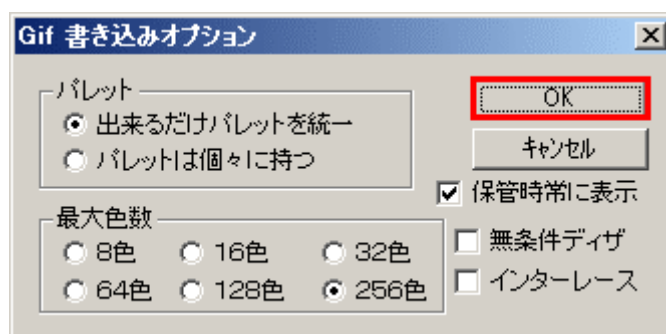 Gif 書き込みオプション
パレット
出来るだけパレットを統一
パレットは個々に持つ
OK
キャンセル
保管時常に表示
最大色数
8色 16色 32色
64色 128色 256色
無条件ディザ
インターレース